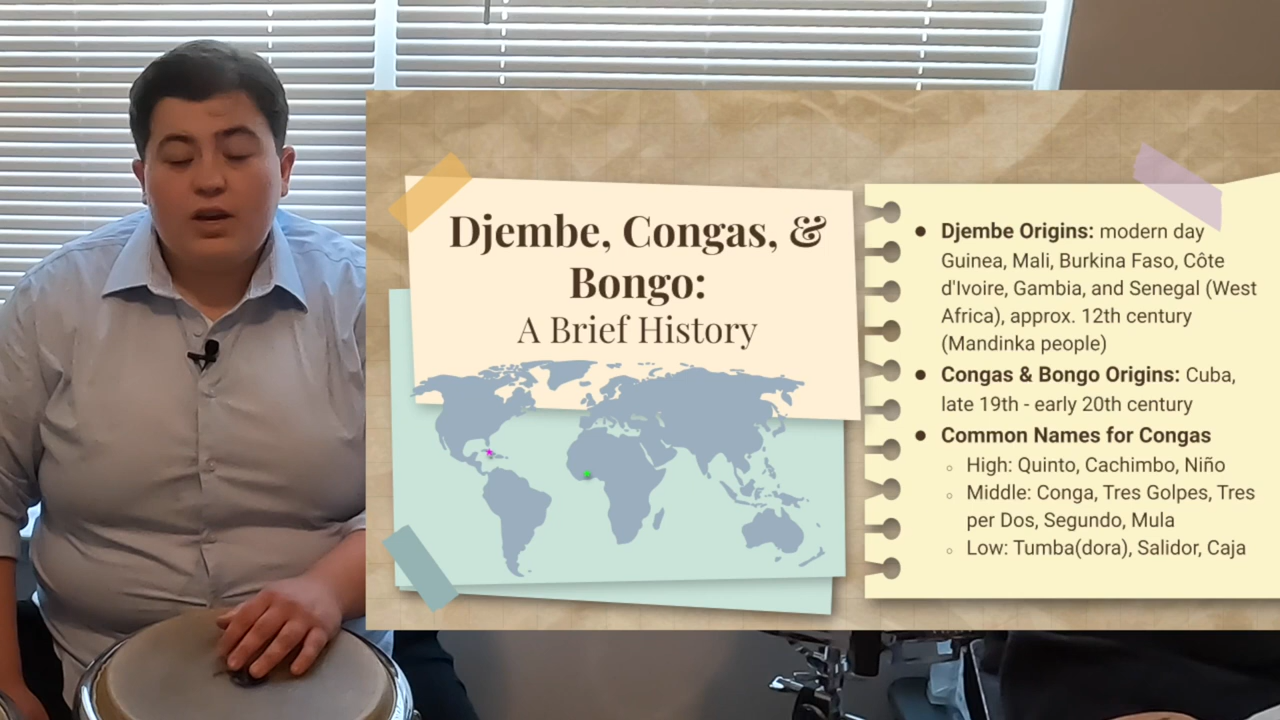 Djembe, Congas, &
Bongo:
A Brief History
● Djembe Origins: modern day
Guinea, Mali, Burkina Faso, Côte
d'Ivoire, Gambia, and Senegal (West
Africa), approx. 12th century
(Mandinka people)
● Congas & Bongo Origins: Cuba,
late 19th - early 20th century
● Common Names for Congas
○ High: Quinto, Cachimbo, Niño
○ Middle: Conga, Tres Golpes, Tres
per Dos, Segundo, Mula
○ Low: Tumba(dora), Salidor, Caja